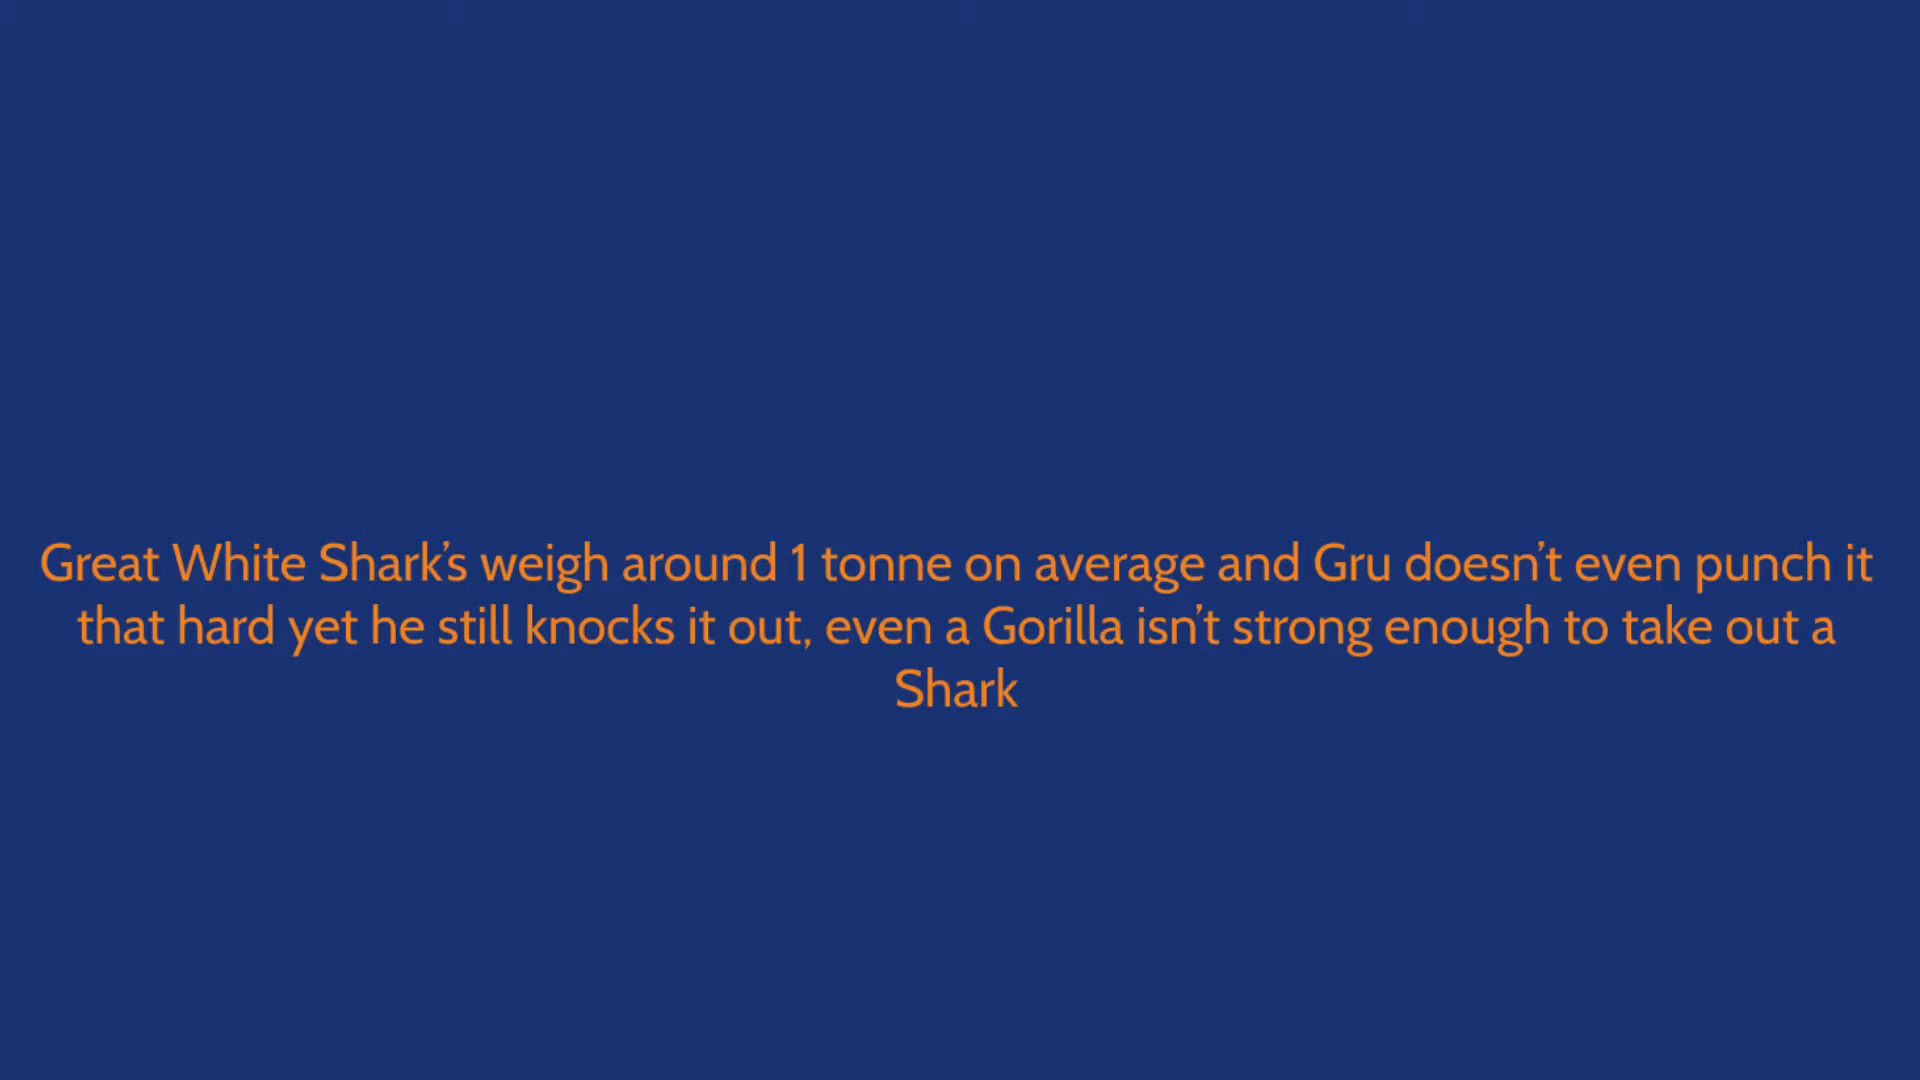 Great White Shark’s weigh around 1 tonne on average and Gru doesn’t even punch it
that hard yet he still knocks it out, even a Gorilla isn’t strong enough to take out a
Shark